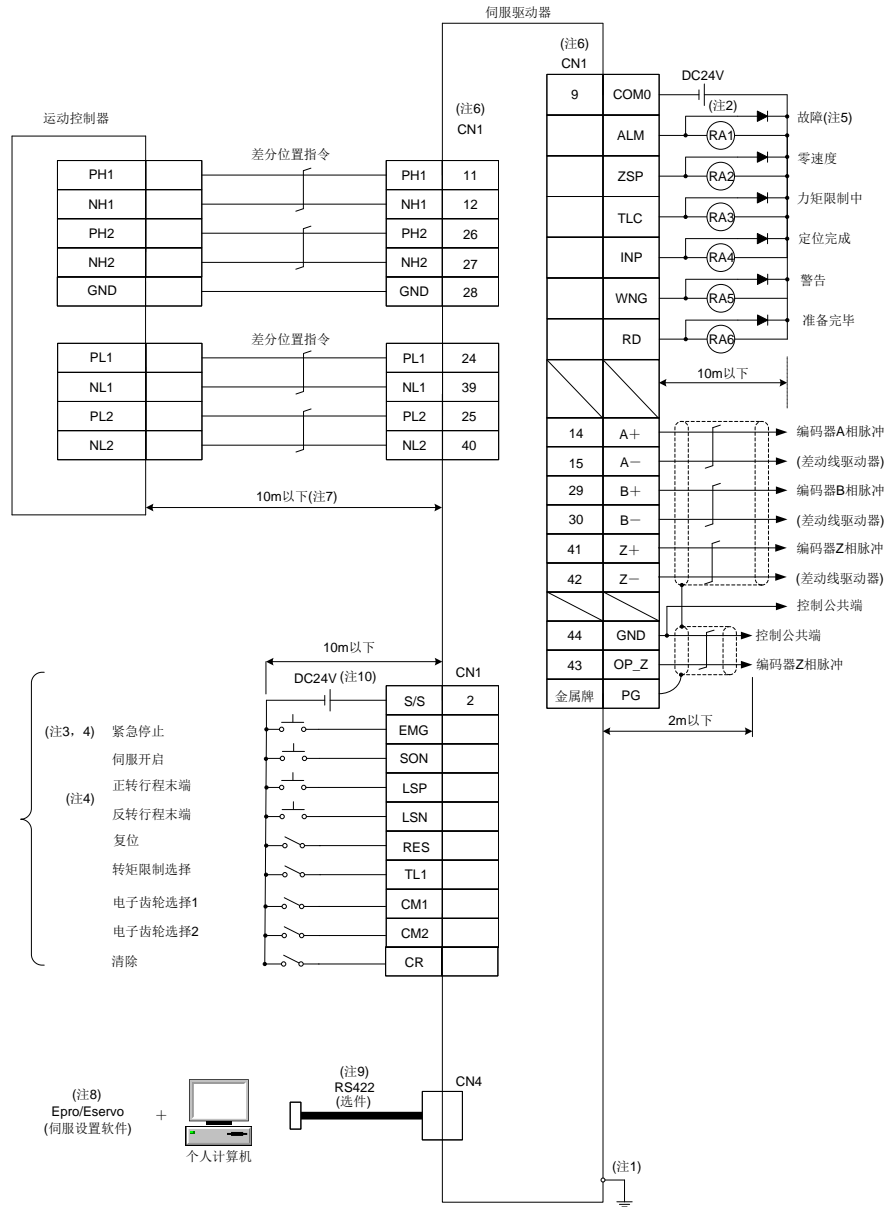 伺服驱动器
运动控制器
PH1
NH1
PH2
NH2
GND
PL1
NL1
PL2
NL2
差分位置指令
差分位置指令
10m以下(注7)
(注6)
CN1
PH1 11
NH1 12
PH2 26
NH2 27
GND 28
PL1 24
NL1 39
PL2 25
NL2 40
(注6)
CN1
9 COM0
ALM
ZSP
TLC
INP
WNG
RD
DC24V
(注2)
RA1 故障(注5)
RA2 零速度
RA3 力矩限制中
RA4 定位完成
RA5 警告
RA6 准备完毕
10m以下
14 A+ 编码器A相脉冲
15 A- (差动线驱动器)
29 B+ 编码器B相脉冲
30 B- (差动线驱动器)
41 Z+ 编码器Z相脉冲
42 Z- (差动线驱动器)
控制公共端
44 GND 控制公共端
43 OP_Z 编码器Z相脉冲
金属牌 PG
2m以下
10m以下
DC24V (注10)
CN1
S/S 2
(注3，4) 紧急停止 EMG
伺服开启 SON
(注4)
正转行程末端 LSP
反转行程末端 LSN
复位 RES
转矩限制选择 TL1
电子齿轮选择1 CM1
电子齿轮选择2 CM2
清除 CR
(注8)
Epro/Eservo
(伺服设置软件)
+
个人计算机
(注9)
RS422
(选件)
CN4
(注1)